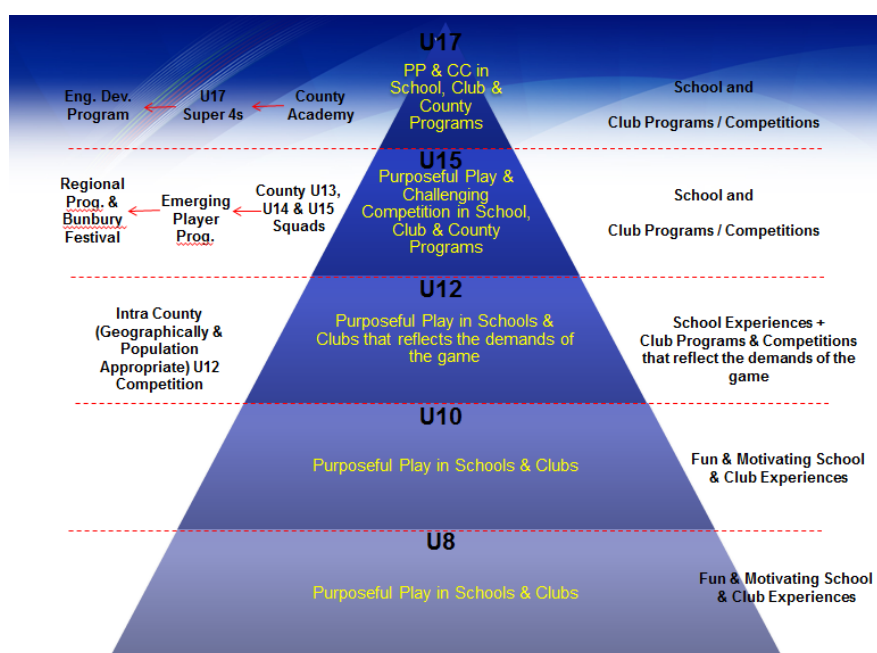 U17
PP & CC in
School, Club &
County
Programs
Eng. Dev.
Program
U17
Super 4s
County
Academy
School and
Club Programs / Competitions
U15
Purposeful Play &
Challenging
Competition in School,
Club & County
Programs
Regional
Prog. &
Bunbury
Festival
Emerging
Player
Prog.
County U13,
U14 & U15
Squads
School and
Club Programs / Competitions
U12
Purposeful Play in Schools &
Clubs that reflects the demands of
the game
Intra County
(Geographically &
Population
Appropriate) U12
Competition
School Experiences +
Club Programs & Competitions
that reflect the demands of the
game
U10
Purposeful Play in Schools & Clubs
Fun & Motivating School
& Club Experiences
U8
Purposeful Play in Schools & Clubs
Fun & Motivating School
& Club Experiences